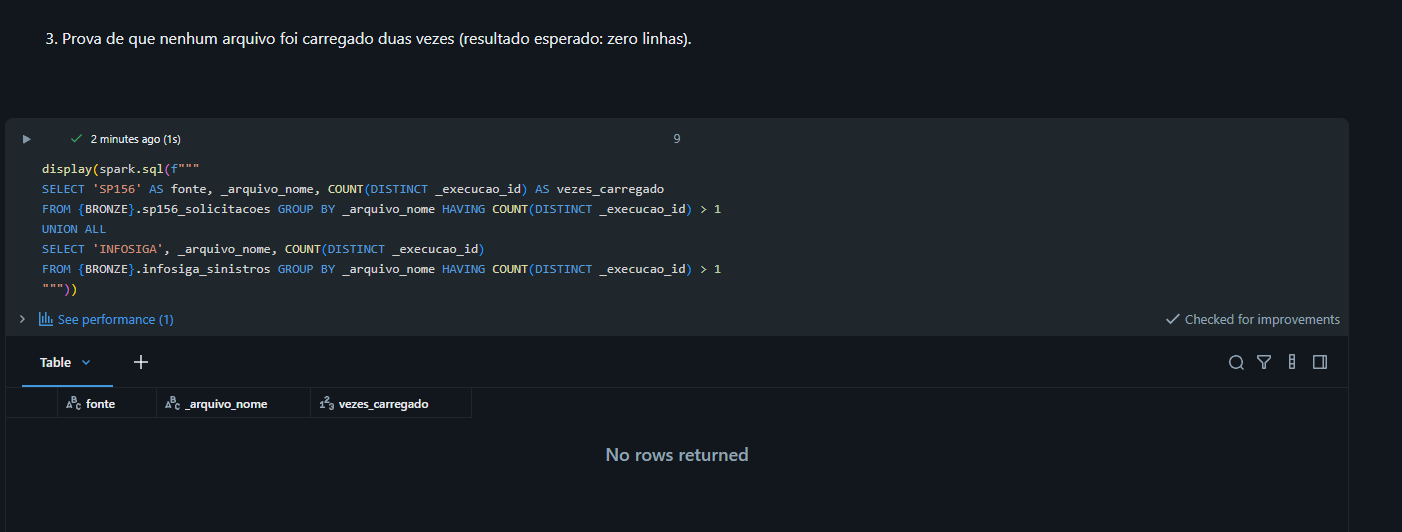 3. Prova de que nenhum arquivo foi carregado duas vezes (resultado esperado: zero linhas).
2 minutes ago (1s)
9
display(spark.sql(f"""
SELECT 'SP156' AS fonte, _arquivo_nome, COUNT(DISTINCT _execucao_id) AS vezes_carregado
FROM {BRONZE}.sp156_solicitacoes GROUP BY _arquivo_nome HAVING COUNT(DISTINCT _execucao_id) > 1
UNION ALL
SELECT 'INFOSIGA', _arquivo_nome, COUNT(DISTINCT _execucao_id)
FROM {BRONZE}.infosiga_sinistros GROUP BY _arquivo_nome HAVING COUNT(DISTINCT _execucao_id) > 1
"""))
See performance (1)
Checked for improvements
Table
ABC fonte ABC _arquivo_nome 123 vezes_carregado
No rows returned